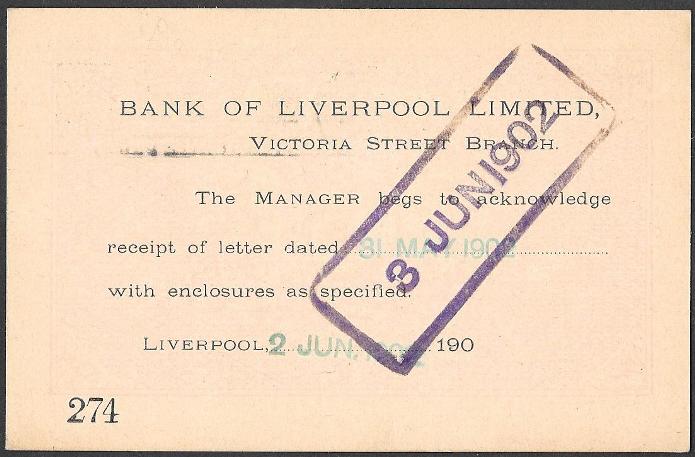 BANK OF LIVERPOOL LIMITED,
VICTORIA STREET BRANCH.
The MANAGER begs to acknowledge
receipt of letter dated 31 MAY 1902
with enclosures as specified.
LIVERPOOL, 2 JUN. 1902 190
3 JUN 1902
274